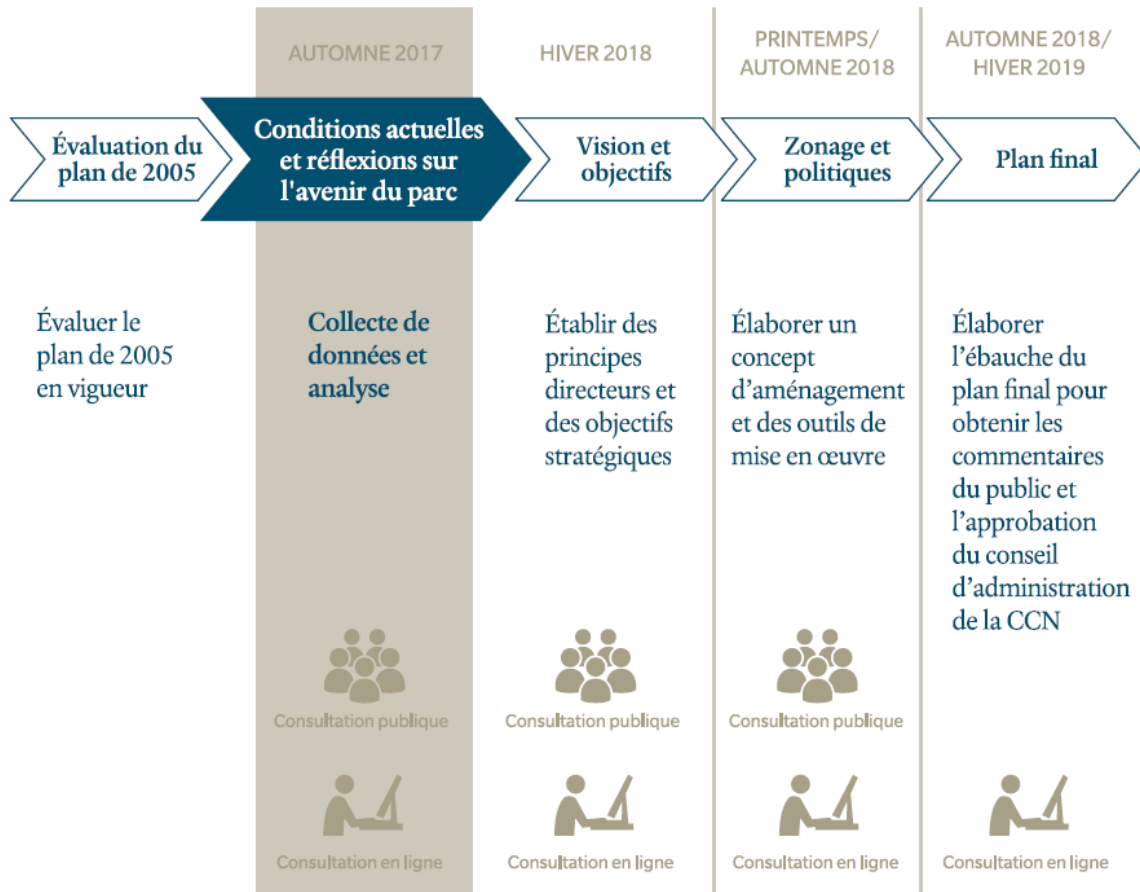 AUTOMNE 2017
HIVER 2018
PRINTEMPS/
AUTOMNE 2018
AUTOMNE 2018/
HIVER 2019
Évaluation du
plan de 2005
Conditions actuelles
et réflexions sur
l'avenir du parc
Vision et
objectifs
Zonage et
politiques
Plan final
Évaluer le
plan de 2005
en vigueur
Collecte de
données et
analyse
Établir des
principes
directeurs et
des objectifs
stratégiques
Élaborer un
concept
d’aménagement
et des outils de
mise en œuvre
Élaborer
l’ébauche du
plan final pour
obtenir les
commentaires
du public et
l’approbation
du conseil
d’administration
de la CCN
Consultation publique
Consultation publique
Consultation publique
Consultation en ligne
Consultation en ligne
Consultation en ligne
Consultation en ligne